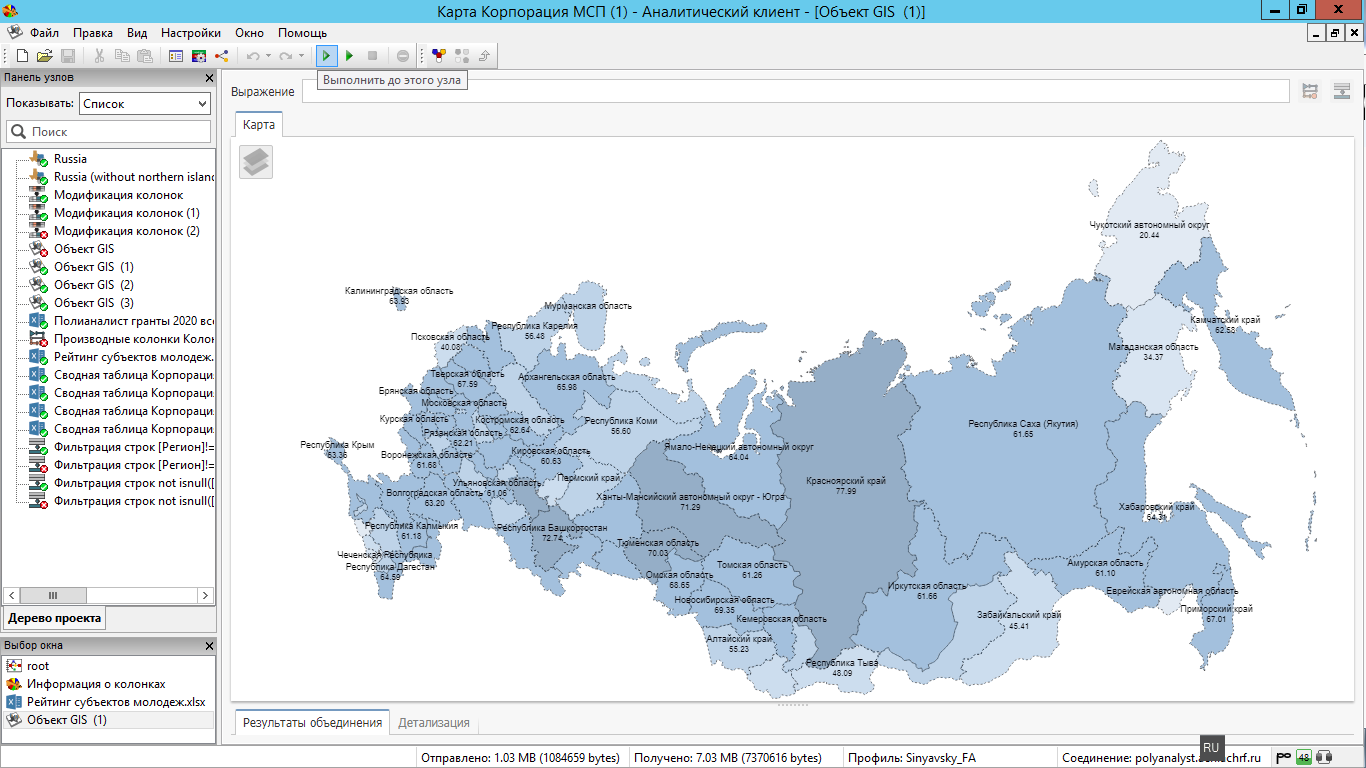 Карта Корпорация МСП (1) - Аналитический клиент - [Объект GIS (1)]
Файл Правка Вид Настройки Окно Помощь
Панель узлов
Выполнить до этого узла
Показывать: Список
Выражение
Поиск
Карта
Russia
Russia (without northern island
Модификация колонок
Модификация колонок (1)
Модификация колонок (2)
Объект GIS
Объект GIS (1)
Объект GIS (2)
Объект GIS (3)
Полианалист гранты 2020 все
Производные колонки Колон
Рейтинг субъектов молодеж.
Сводная таблица Корпораци
Сводная таблица Корпораци
Сводная таблица Корпораци
Сводная таблица Корпораци
Фильтрация строк [Регион]!=
Фильтрация строк [Регион]!=
Фильтрация строк not isnull([
Фильтрация строк not isnull([
Дерево проекта
Выбор окна
root
Информация о колонках
Рейтинг субъектов молодеж.xlsx
Объект GIS (1)
Чукотский автономный округ
20.44
Калининградская область
63.93
Мурманская область
Республика Карелия
56.48
Псковская область
40.08
Камчатский край
62.58
Магаданская область
34.37
Тверская область
67.59
Архангельская область
65.98
Брянская область
Московская область
Курская область
Костромская область
62.64
Республика Коми
56.60
Республика Саха (Якутия)
61.65
Рязанская область
62.21
Республика Крым
63.36
Воронежская область
61.68
Кировская область
60.63
Ямало-Ненецкий автономный округ
64.04
Ульяновская область
61.06
Пермский край
Красноярский край
77.99
Волгоградская область
63.20
Ханты-Мансийский автономный округ - Югра
71.29
Хабаровский край
64.31
Республика Калмыкия
61.18
Республика Башкортостан
72.74
Тюменская область
70.03
Чеченская Республика
Республика Дагестан
64.59
Томская область
61.26
Омская область
68.65
Амурская область
61.10
Иркутская область
61.66
Еврейская автономная область
Новосибирская область
69.35
Приморский край
67.01
Кемеровская область
Забайкальский край
45.41
Алтайский край
55.23
Республика Тыва
48.09
Результаты объединения Детализация
Отправлено: 1.03 MB (1084659 bytes) Получено: 7.03 MB (7370616 bytes) Профиль: Sinyavsky_FA Соединение: polyanalyst.
RU
48